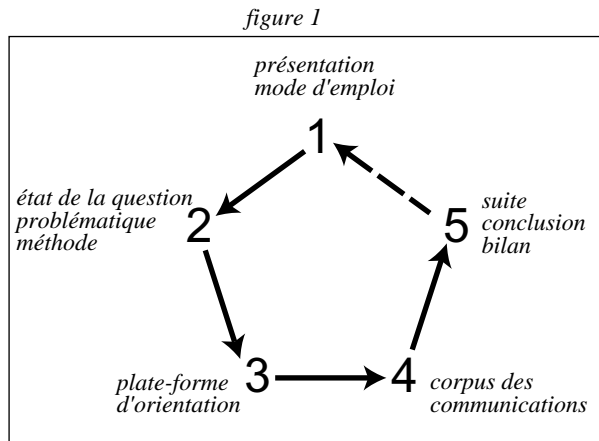 figure 1
présentation
mode d'emploi
1
état de la question
problématique
méthode
2
5
suite
conclusion
bilan
plate-forme
d'orientation
3
4
corpus des
communications